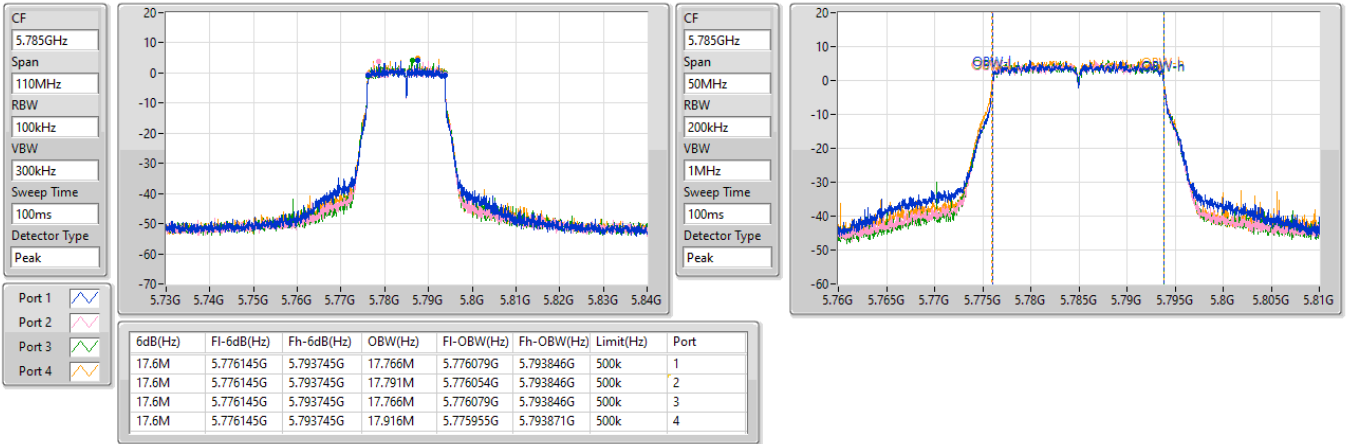 CF
5.785GHz
Span
110MHz
RBW
100kHz
VBW
300kHz
Sweep Time
100ms
Detector Type
Peak
20
10
0
-10
-20
-30
-40
-50
-60
-70
5.73G 5.74G 5.75G 5.76G 5.77G 5.78G 5.79G 5.80G 5.81G 5.82G 5.83G 5.84G
CF
5.785GHz
Span
50MHz
RBW
200kHz
VBW
1MHz
Sweep Time
100ms
Detector Type
Peak
20
10
0
-10
-20
-30
-40
-50
-60
OBW-l OBW-h
5.76G 5.765G 5.77G 5.775G 5.78G 5.785G 5.79G 5.795G 5.8G 5.805G 5.81G
Port 1
Port 2
Port 3
Port 4
6dB(Hz) Fl-6dB(Hz) Fh-6dB(Hz) OBW(Hz) Fl-OBW(Hz) Fh-OBW(Hz) Limit(Hz) Port
17.6M 5.776145G 5.793745G 17.766M 5.776079G 5.793846G 500k 1
17.6M 5.776145G 5.793745G 17.791M 5.776054G 5.793846G 500k 2
17.6M 5.776145G 5.793745G 17.766M 5.776079G 5.793846G 500k 3
17.6M 5.776145G 5.793745G 17.916M 5.775955G 5.793871G 500k 4